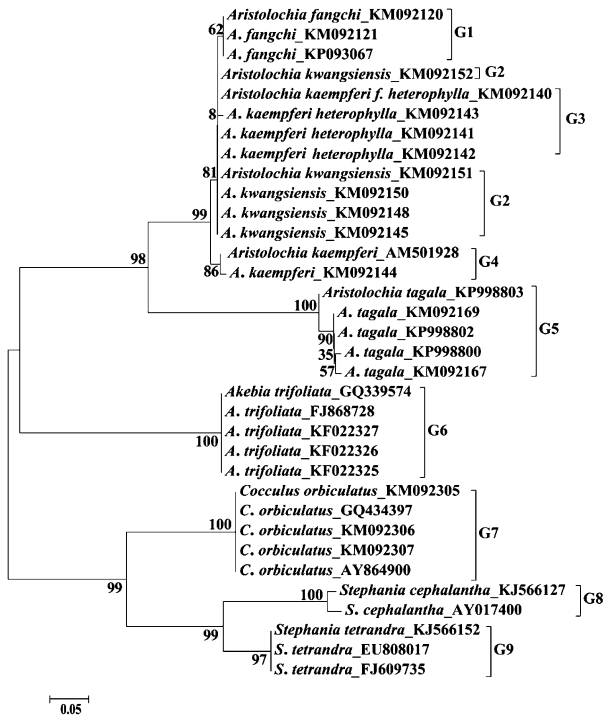 Aristolochia fangchi_KM092120
62
A. fangchi_KM092121
G1
A. fangchi_KP093067
Aristolochia kwangsiensis_KM092152
G2
Aristolochia kaempferi f. heterophylla_KM092140
8
A. kaempferi heterophylla_KM092143
G3
A. kaempferi heterophylla_KM092141
A. kaempferi heterophylla_KM092142
81
Aristolochia kwangsiensis_KM092151
A. kwangsiensis_KM092150
G2
A. kwangsiensis_KM092148
99
A. kwangsiensis_KM092145
Aristolochia kaempferi_AM501928
G4
98
86
A. kaempferi_KM092144
Aristolochia tagala_KP998803
100
A. tagala_KM092169
90
A. tagala_KP998802
G5
35
A. tagala_KP998800
57
A. tagala_KM092167
Akebia trifoliata_GQ339574
A. trifoliata_FJ868728
100
A. trifoliata_KF022327
G6
A. trifoliata_KF022326
A. trifoliata_KF022325
Cocculus orbiculatus_KM092305
C. orbiculatus_GQ434397
100
C. orbiculatus_KM092306
G7
C. orbiculatus_KM092307
C. orbiculatus_AY864900
99
Stephania cephalantha_KJ566127
100
G8
S. cephalantha_AY017400
99
Stephania tetrandra_KJ566152
S. tetrandra_EU808017
G9
97
S. tetrandra_FJ609735
0.05